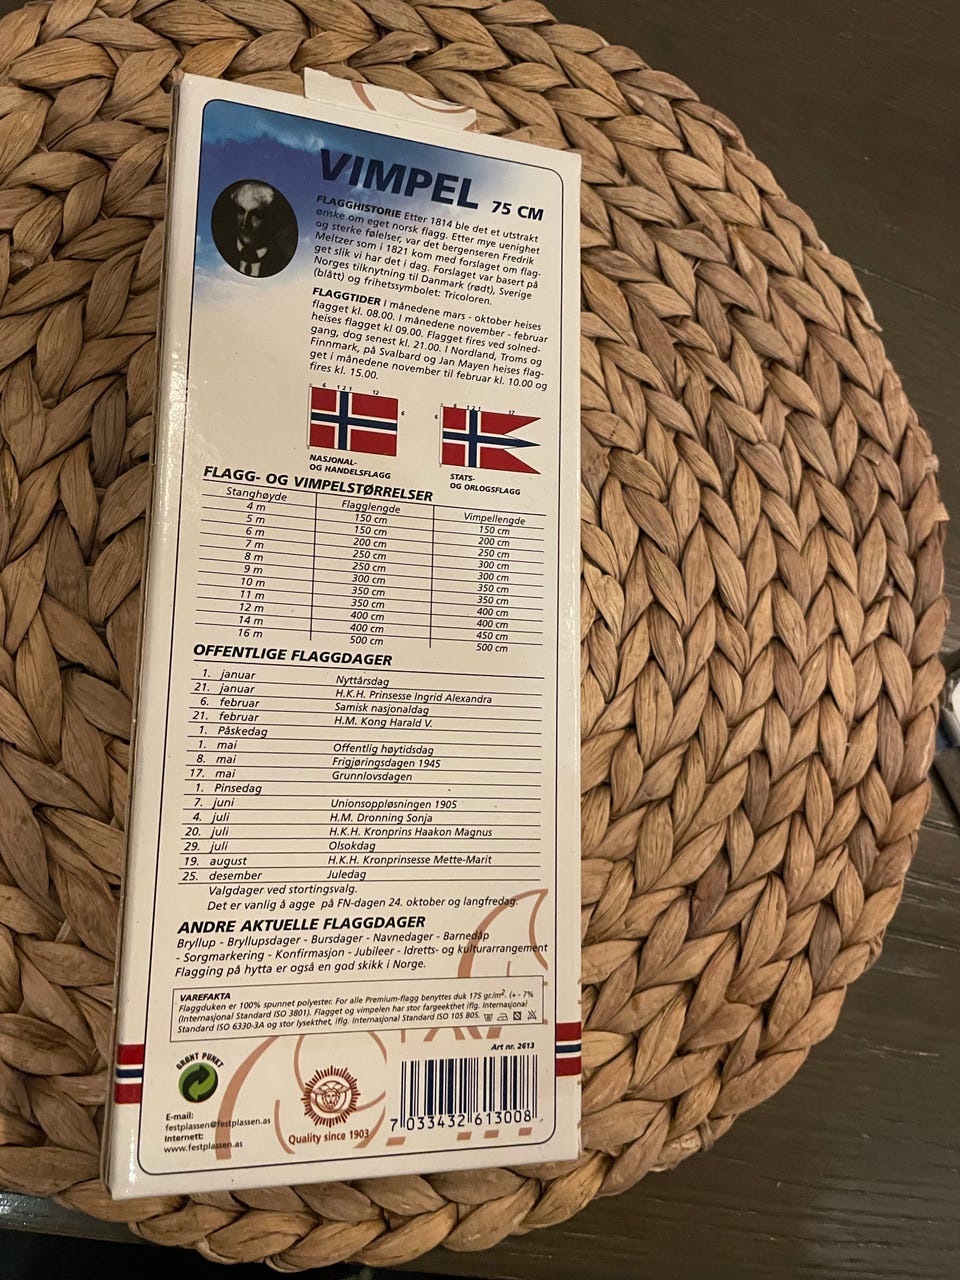 VIMPEL 75 CM
FLAGGHISTORIE Etter 1814 ble det et utstrakt
ønske om eget norsk flagg. Etter mye uenighet
og sterke følelser, var det bergenseren Fredrik
Meltzer som i 1821 kom med forslaget om flag-
get slik vi har det i dag. Forslaget var basert på
Norges tilknytning til Danmark (rødt), Sverige
(blått) og frihetssymbolet: Tricoloren.
FLAGGTIDER I månedene mars - oktober heises
flagget kl. 08.00. I månedene november - februar
heises flagget kl 09.00. Flagget fires ved solned-
gang, dog senest kl. 21.00. I Nordland, Troms og
Finnmark, på Svalbard og Jan Mayen heises flag-
get i månedene november til februar kl. 10.00 og
fires kl. 15.00.
6 1 2 1 12
6
6 1 2 1 17
6
NASJONAL-
OG HANDELSFLAGG
STATS-
OG ORLOGSFLAGG
FLAGG- OG VIMPELSTØRRELSER
Stanghøyde Flagglengde Vimpellengde
4 m 150 cm 150 cm
5 m 150 cm 200 cm
6 m 200 cm 250 cm
7 m 250 cm 300 cm
8 m 250 cm 300 cm
9 m 300 cm 350 cm
10 m 350 cm 350 cm
11 m 350 cm 400 cm
12 m 400 cm 400 cm
14 m 400 cm 450 cm
16 m 500 cm 500 cm
OFFENTLIGE FLAGGDAGER
1. januar Nyttårsdag
21. januar H.K.H. Prinsesse Ingrid Alexandra
6. februar Samisk nasjonaldag
21. februar H.M. Kong Harald V.
1. Påskedag
1. mai Offentlig høytidsdag
8. mai Frigjøringsdagen 1945
17. mai Grunnlovsdagen
1. Pinsedag
7. juni Unionsoppløsningen 1905
4. juli H.M. Dronning Sonja
20. juli H.K.H. Kronprins Haakon Magnus
29. juli Olsokdag
19. august H.K.H. Kronprinsesse Mette-Marit
25. desember Juledag
Valgdager ved stortingsvalg.
Det er vanlig å agge på FN-dagen 24. oktober og langfredag.
ANDRE AKTUELLE FLAGGDAGER
Bryllup - Bryllupsdager - Bursdager - Navnedager - Barnedåp
- Sorgmarkering - Konfirmasjon - Jubileer - Idretts- og kulturarrangement
Flagging på hytta er også en god skikk i Norge.
VAREFAKTA
Flaggduken er 100% spunnet polyester. For alle Premium-flagg benyttes duk 175 gr./m². (+ - 7%
(Internasjonal Standard ISO 3801). Flagget og vimpelen har stor fargeekthet iflg. Internasjonal
Standard ISO 6330-3A og stor lysekthet, iflg. Internasjonal Standard ISO 105 B05.
Art nr. 2613
GRØNT PUNKT
E-mail:
festplassen@festplassen.as
Internett:
www.festplassen.as
Quality since 1903
7 033432 613008